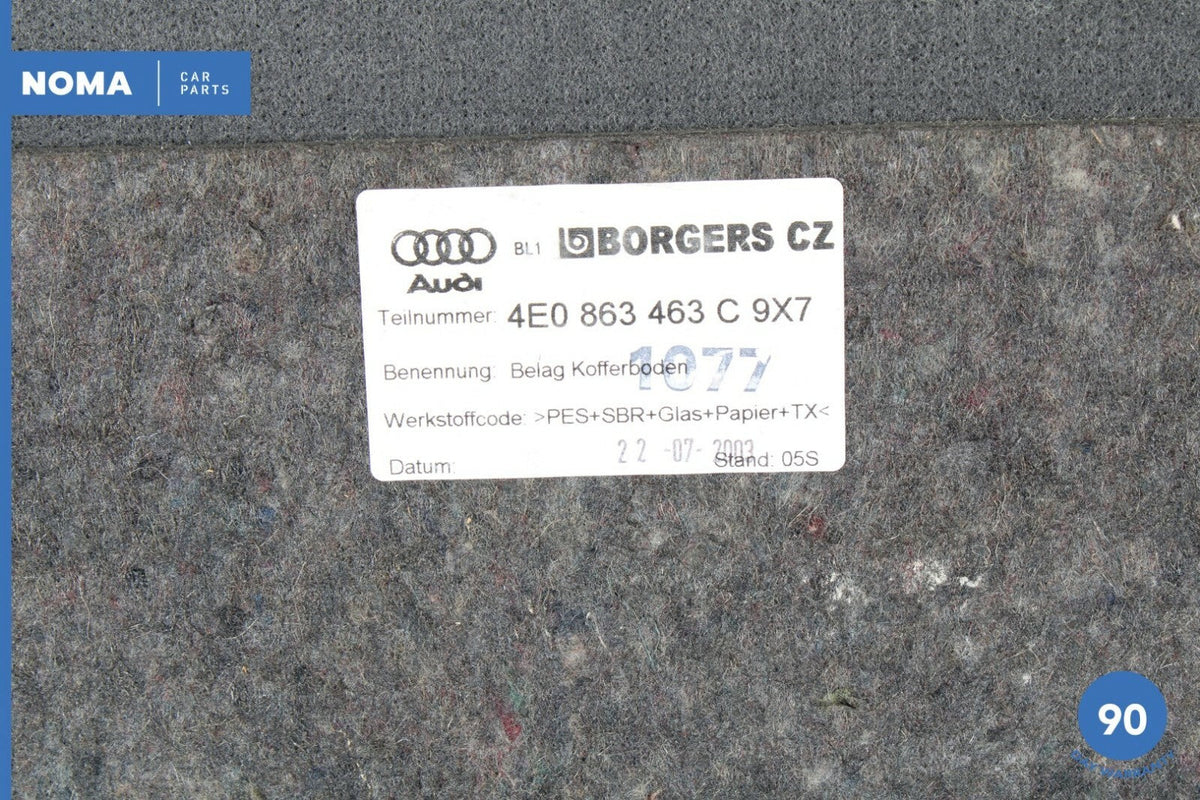 NOMA CAR PARTS
Audi BL1 BORGERS CZ
Teilnummer: 4E0 863 463 C 9X7
1077
Benennung: Belag Kofferboden
Werkstoffcode: >PES+SBR+Glas+Papier+TX<
22 -07- 2003
Datum: Stand: 05S
90